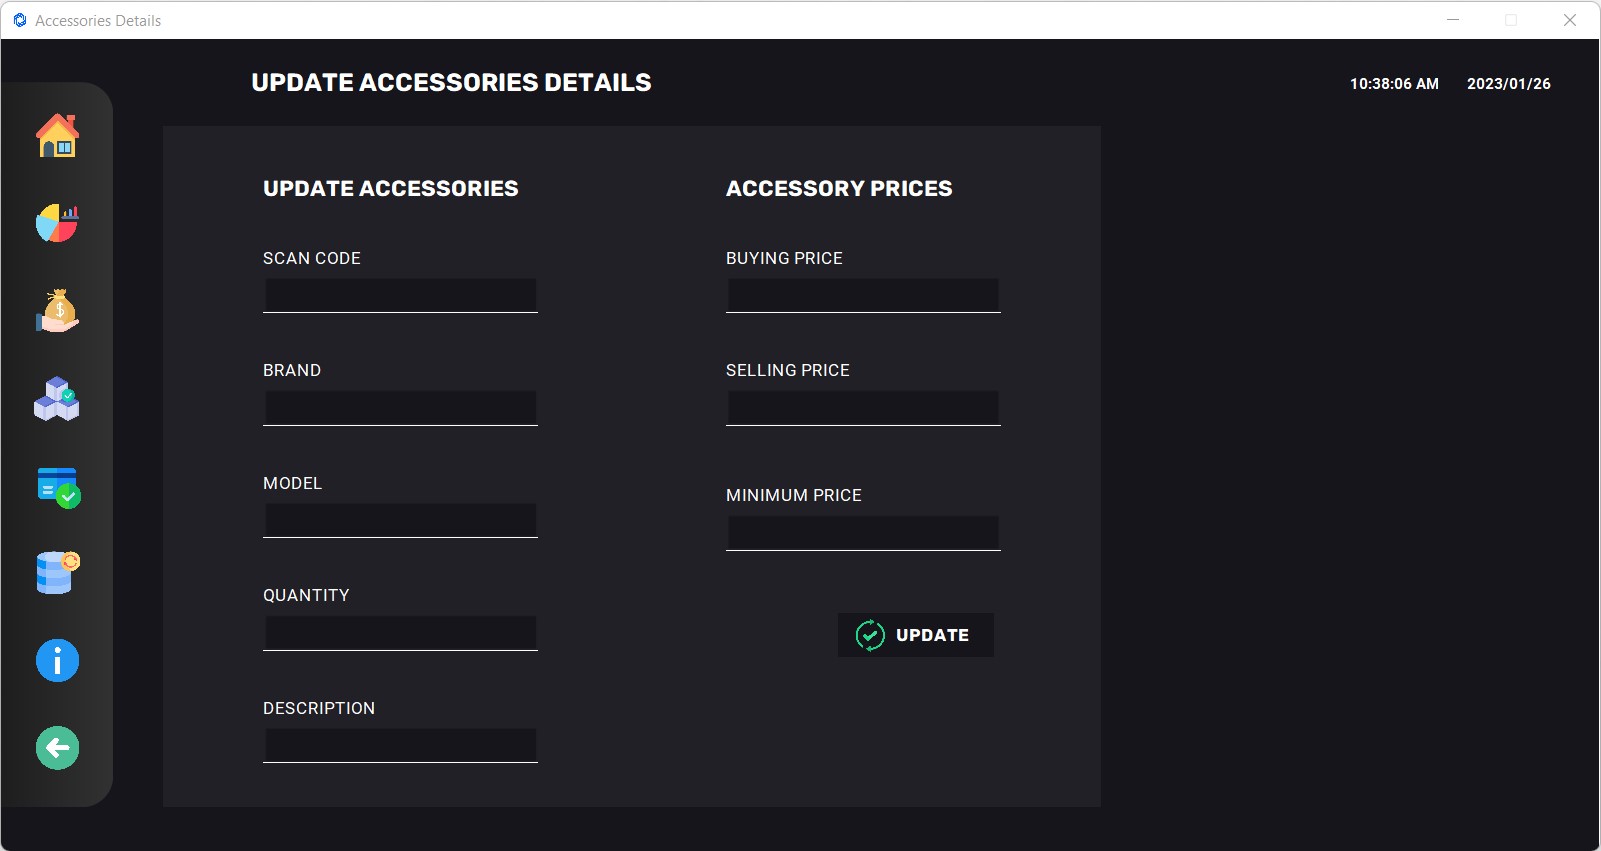 Accessories Details
UPDATE ACCESSORIES DETAILS
10:38:06 AM 2023/01/26
UPDATE ACCESSORIES
SCAN CODE
BRAND
MODEL
QUANTITY
DESCRIPTION
ACCESSORY PRICES
BUYING PRICE
SELLING PRICE
MINIMUM PRICE
UPDATE